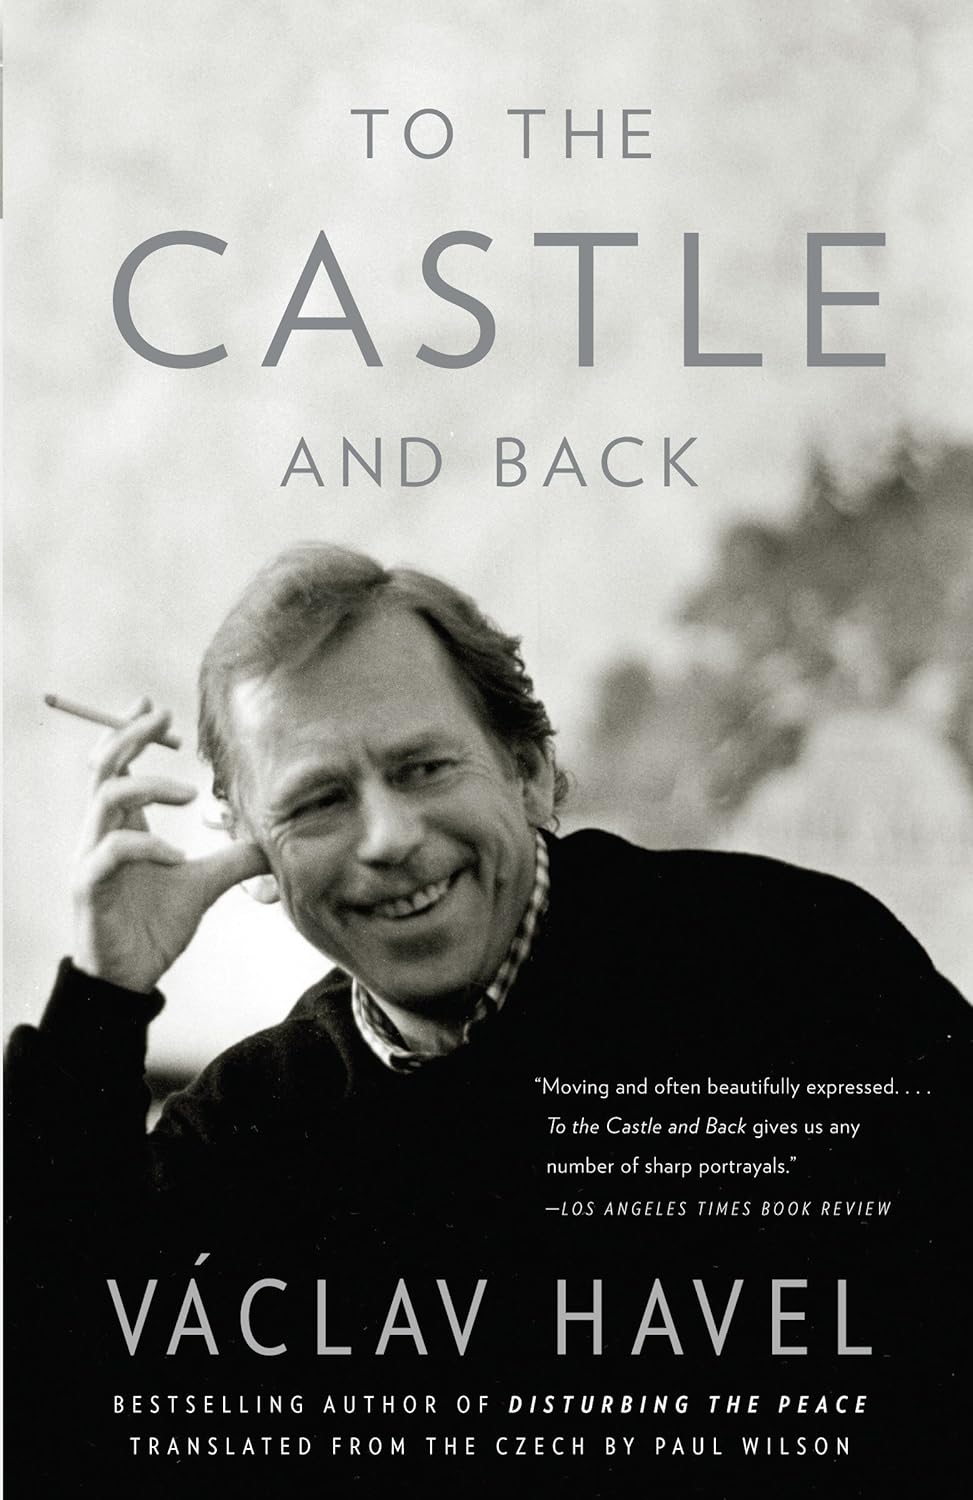 TO THE
CASTLE
AND BACK
“Moving and often beautifully expressed. . . .
To the Castle and Back gives us any
number of sharp portrayals.”
—LOS ANGELES TIMES BOOK REVIEW
VÁCLAV HAVEL
BESTSELLING AUTHOR OF DISTURBING THE PEACE
TRANSLATED FROM THE CZECH BY PAUL WILSON